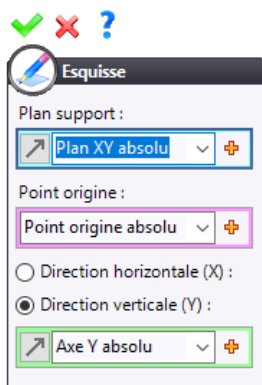 ?
Esquisse
Plan support :
Plan XY absolu
Point origine :
Point origine absolu
Direction horizontale (X) :
Direction verticale (Y) :
Axe Y absolu